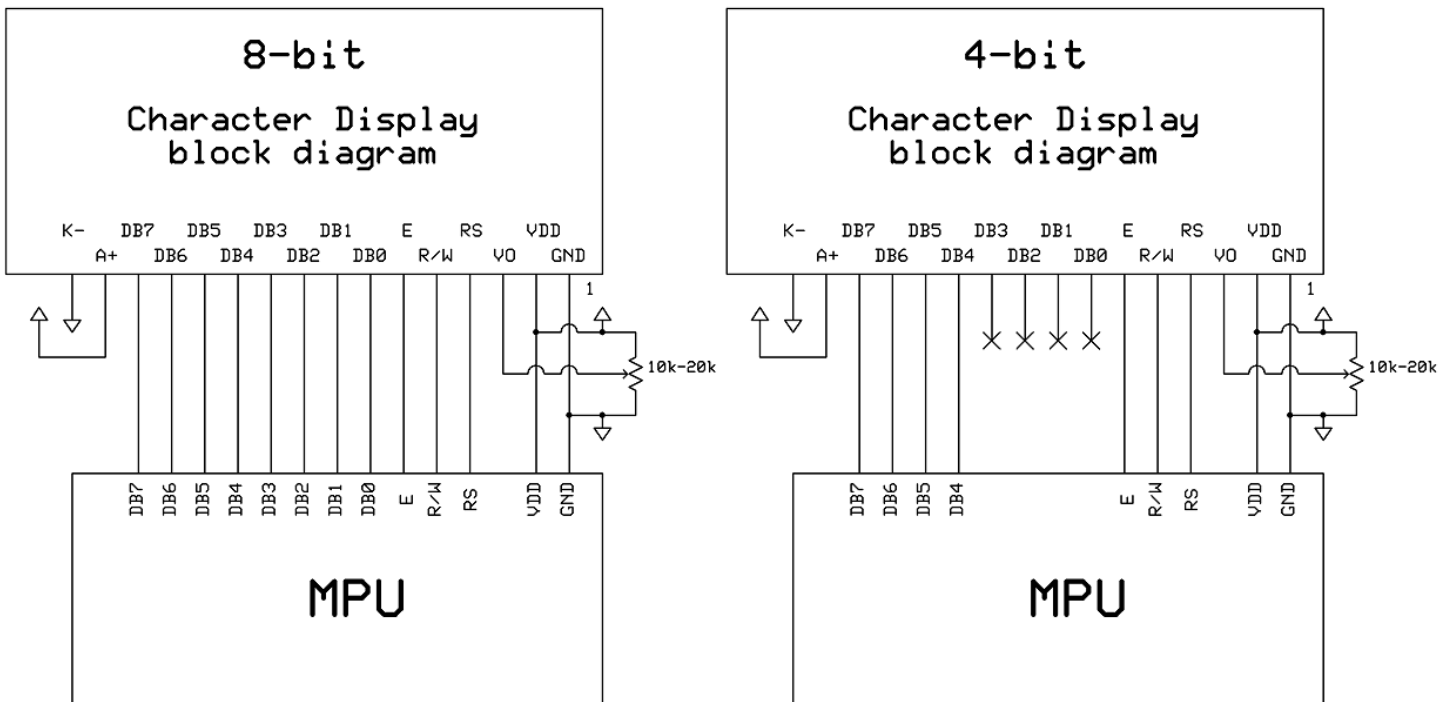 8-bit
Character Display
block diagram
K- DB7 DB5 DB3 DB1 E RS VDD
A+ DB6 DB4 DB2 DB0 R/W VO GND
1
10k-20k
DB7
DB6
DB5
DB4
DB3
DB2
DB1
DB0
E
R/W
RS
VDD
GND
MPU
4-bit
Character Display
block diagram
K- DB7 DB5 DB3 DB1 E RS VDD
A+ DB6 DB4 DB2 DB0 R/W VO GND
1
10k-20k
DB7
DB6
DB5
DB4
E
R/W
RS
VDD
GND
MPU